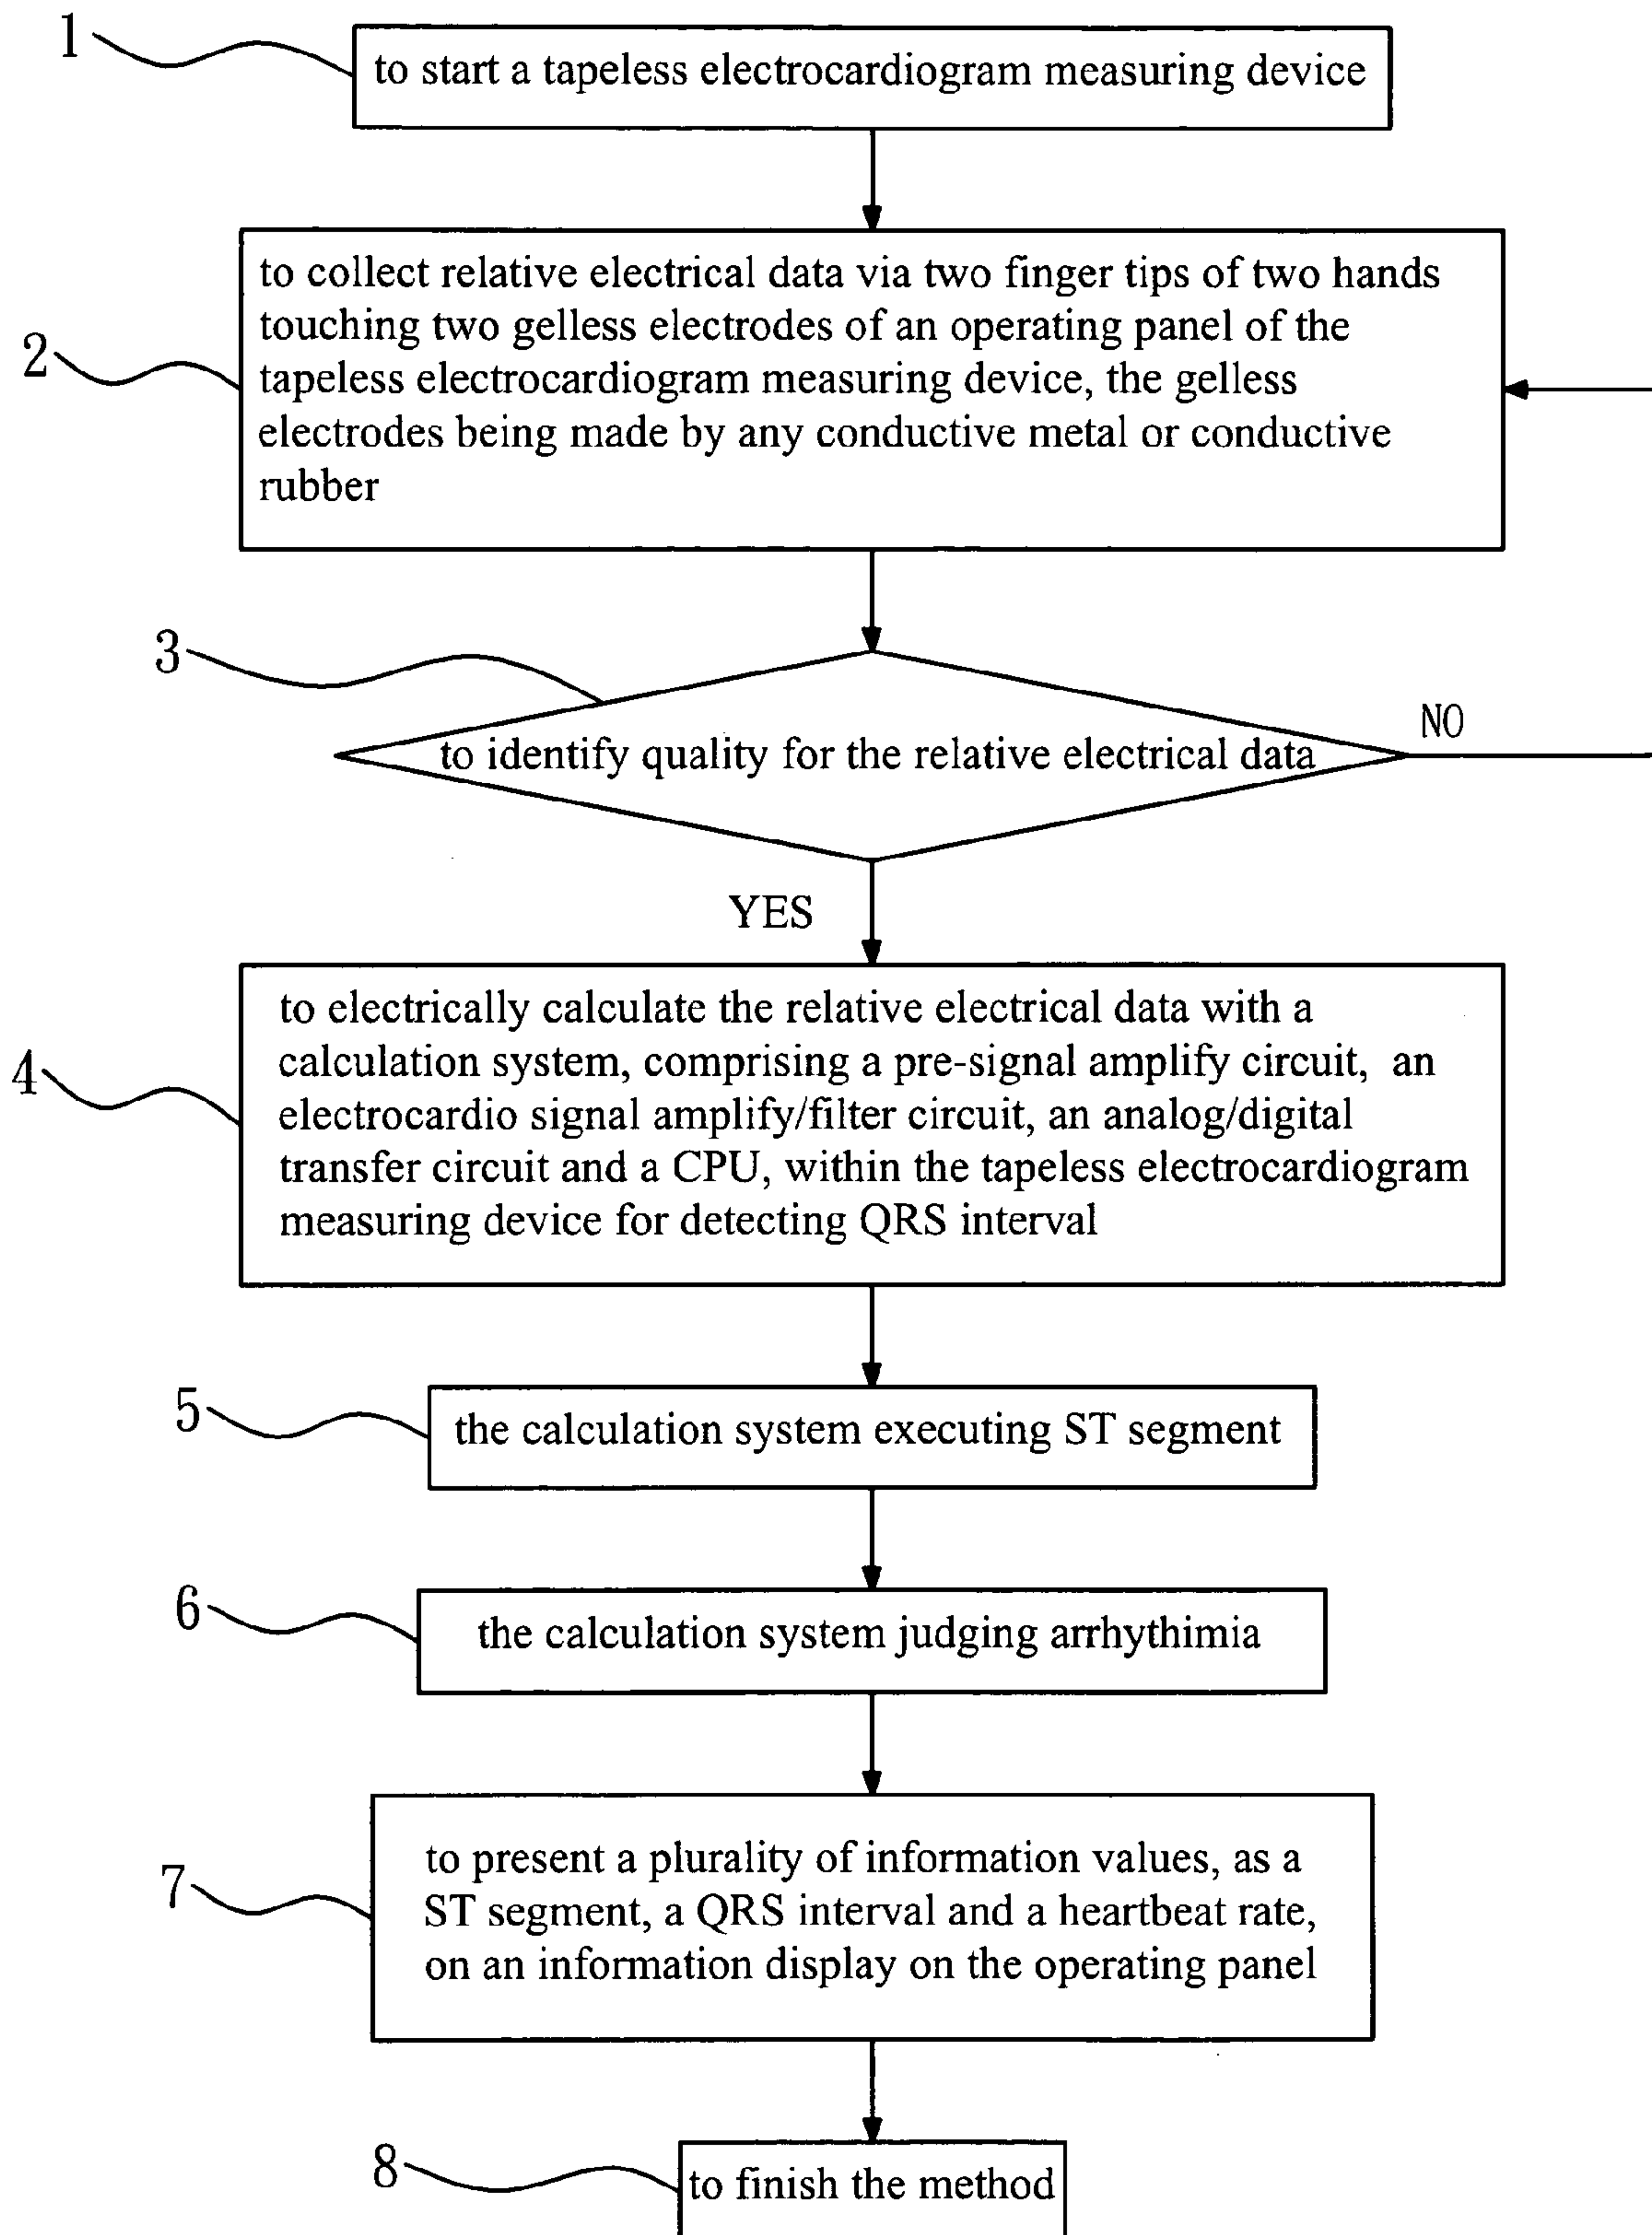 1
to start a tapeless electrocardiogram measuring device
2
to collect relative electrical data via two finger tips of two hands
touching two gelless electrodes of an operating panel of the
tapeless electrocardiogram measuring device, the gelless
electrodes being made by any conductive metal or conductive
rubber
3
to identify quality for the relative electrical data
NO
YES
4
to electrically calculate the relative electrical data with a
calculation system, comprising a pre-signal amplify circuit, an
electrocardio signal amplify/filter circuit, an analog/digital
transfer circuit and a CPU, within the tapeless electrocardiogram
measuring device for detecting QRS interval
5
the calculation system executing ST segment
6
the calculation system judging arrhythimia
7
to present a plurality of information values, as a
ST segment, a QRS interval and a heartbeat rate,
on an information display on the operating panel
8
to finish the method